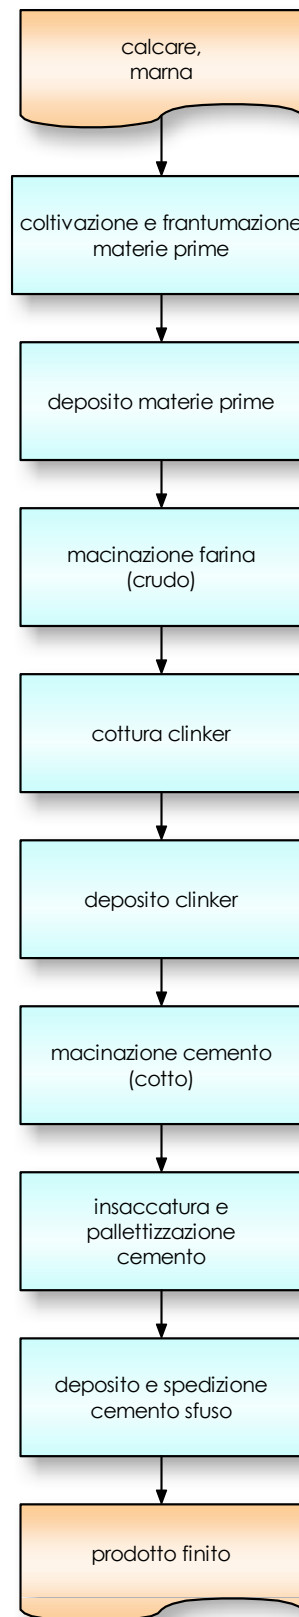 calcare,
marna
coltivazione e frantumazione
materie prime
deposito materie prime
macinazione farina
(crudo)
cottura clinker
deposito clinker
macinazione cemento
(cotto)
insaccatura e
pallettizzazione
cemento
deposito e spedizione
cemento sfuso
prodotto finito